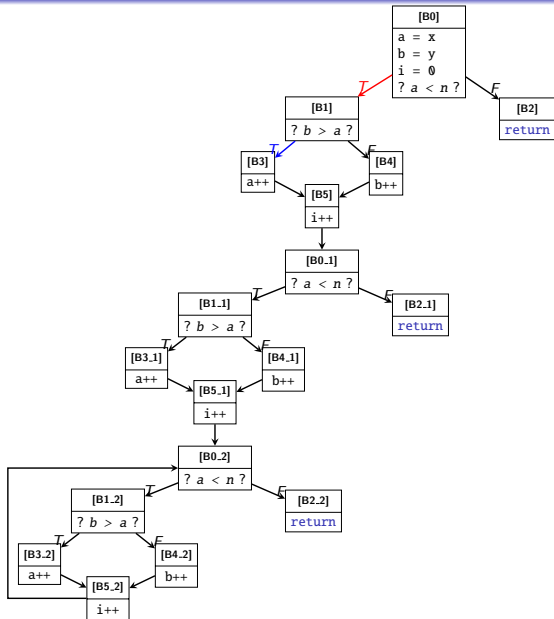 [B0]
a = x
b = y
i = 0
? a < n ?
T
F
[B1]
? b > a ?
[B2]
return
T
F
[B3]
a++
[B4]
b++
[B5]
i++
[B0_1]
? a < n ?
T
F
[B1_1]
? b > a ?
[B2_1]
return
T
F
[B3_1]
a++
[B4_1]
b++
[B5_1]
i++
[B0_2]
? a < n ?
T
F
[B1_2]
? b > a ?
[B2_2]
return
T
F
[B3_2]
a++
[B4_2]
b++
[B5_2]
i++